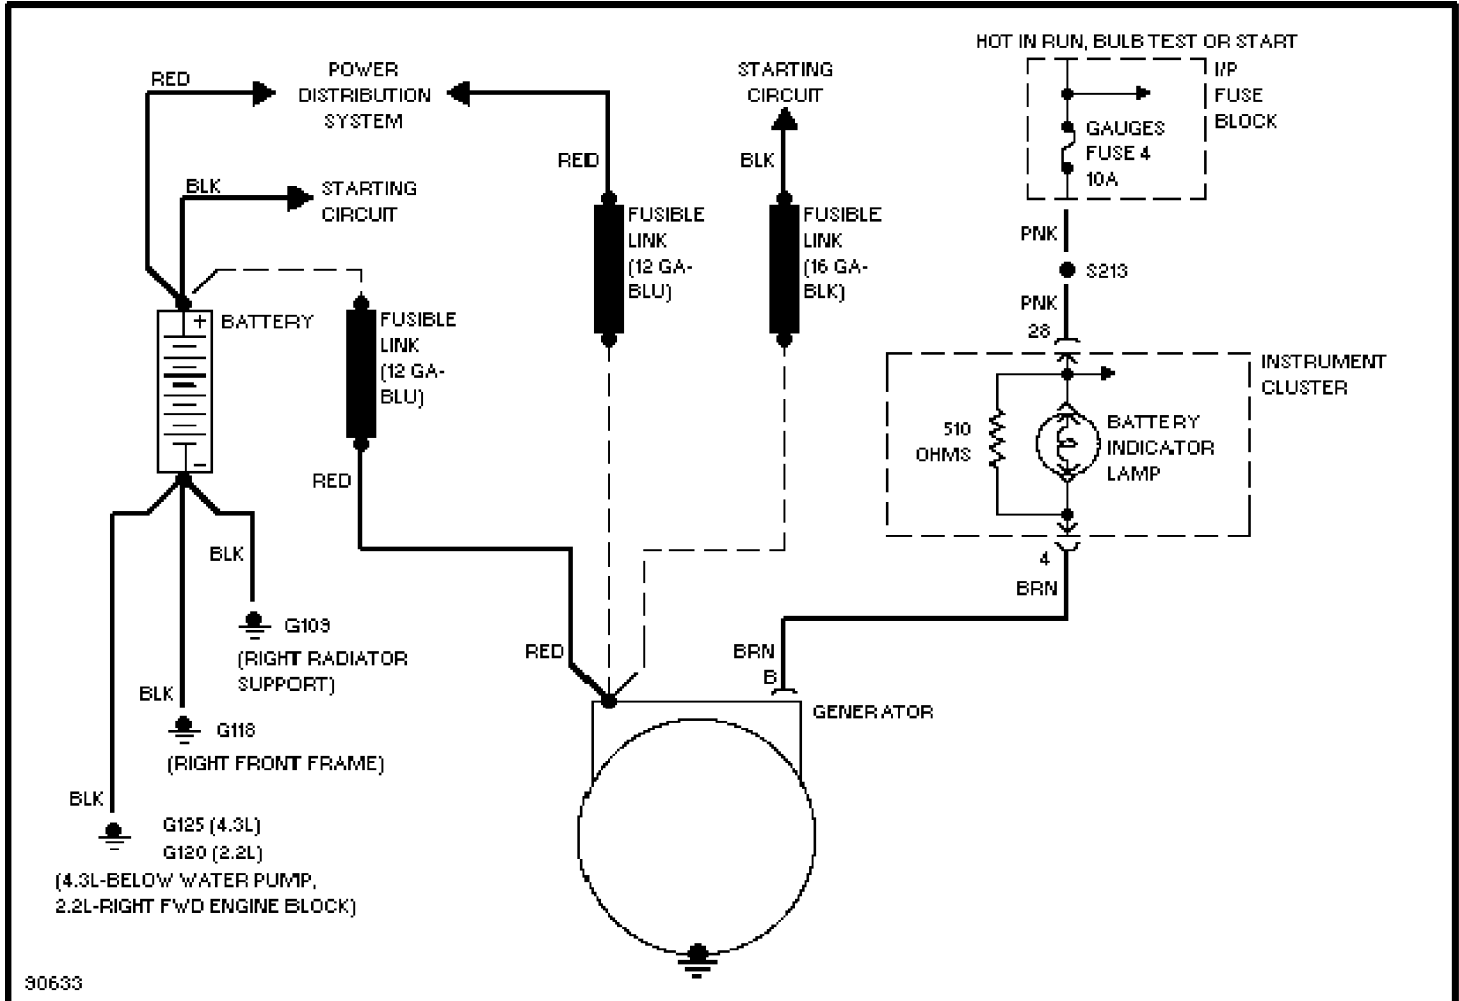 HOT IN RUN, BULB TEST OR START
RED
POWER
DISTRIBUTION
SYSTEM
STARTING
CIRCUIT
I/P
FUSE
BLOCK
GAUGES
FUSE 4
10A
RED
BLK
BLK
STARTING
CIRCUIT
FUSIBLE
LINK
(12 GA-
BLU)
FUSIBLE
LINK
(16 GA-
BLK)
PNK
S213
PNK
28
+
BATTERY
-
FUSIBLE
LINK
(12 GA-
BLU)
INSTRUMENT
CLUSTER
510
OHMS
BATTERY
INDICATOR
LAMP
RED
BLK
4
BRN
G109
(RIGHT RADIATOR
SUPPORT)
RED
BRN
B
BLK
G118
(RIGHT FRONT FRAME)
GENERATOR
BLK
G125 (4.3L)
G120 (2.2L)
(4.3L-BELOW WATER PUMP,
2.2L-RIGHT FWD ENGINE BLOCK)
90633